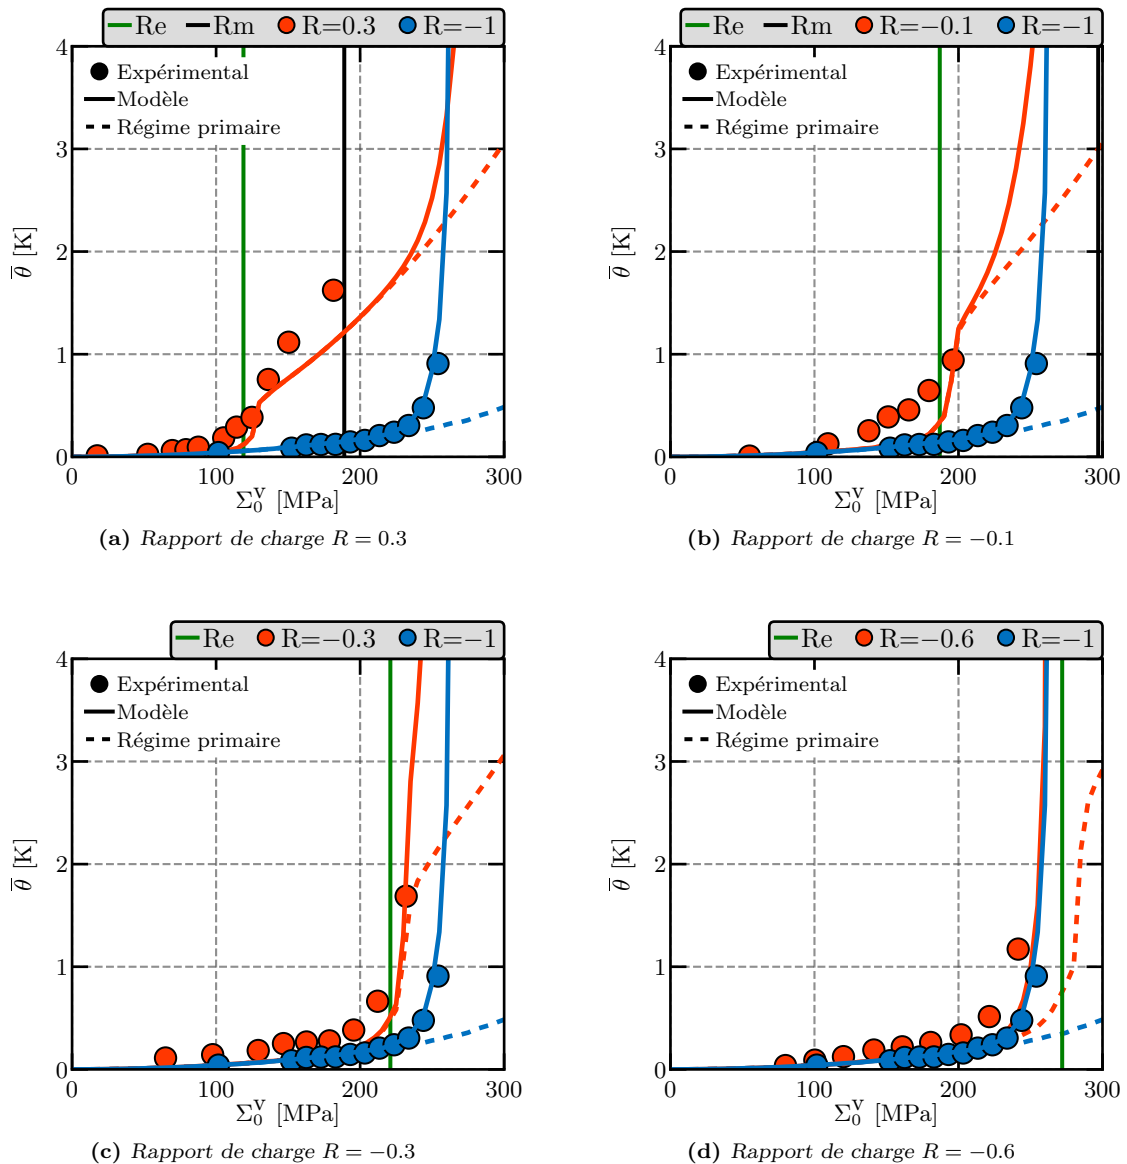 Re Rm R=0.3 R=−1
4
Expérimental
Modèle
Régime primaire
3
2
1
0
θ̅ [K]
0 100 200 300
Σ₀ᵛ [MPa]
(a) Rapport de charge R = 0.3
Re Rm R=−0.1 R=−1
4
Expérimental
Modèle
Régime primaire
3
2
1
0
θ̅ [K]
0 100 200 300
Σ₀ᵛ [MPa]
(b) Rapport de charge R = −0.1
Re R=−0.3 R=−1
4
Expérimental
Modèle
Régime primaire
3
2
1
0
θ̅ [K]
0 100 200 300
Σ₀ᵛ [MPa]
(c) Rapport de charge R = −0.3
Re R=−0.6 R=−1
4
Expérimental
Modèle
Régime primaire
3
2
1
0
θ̅ [K]
0 100 200 300
Σ₀ᵛ [MPa]
(d) Rapport de charge R = −0.6